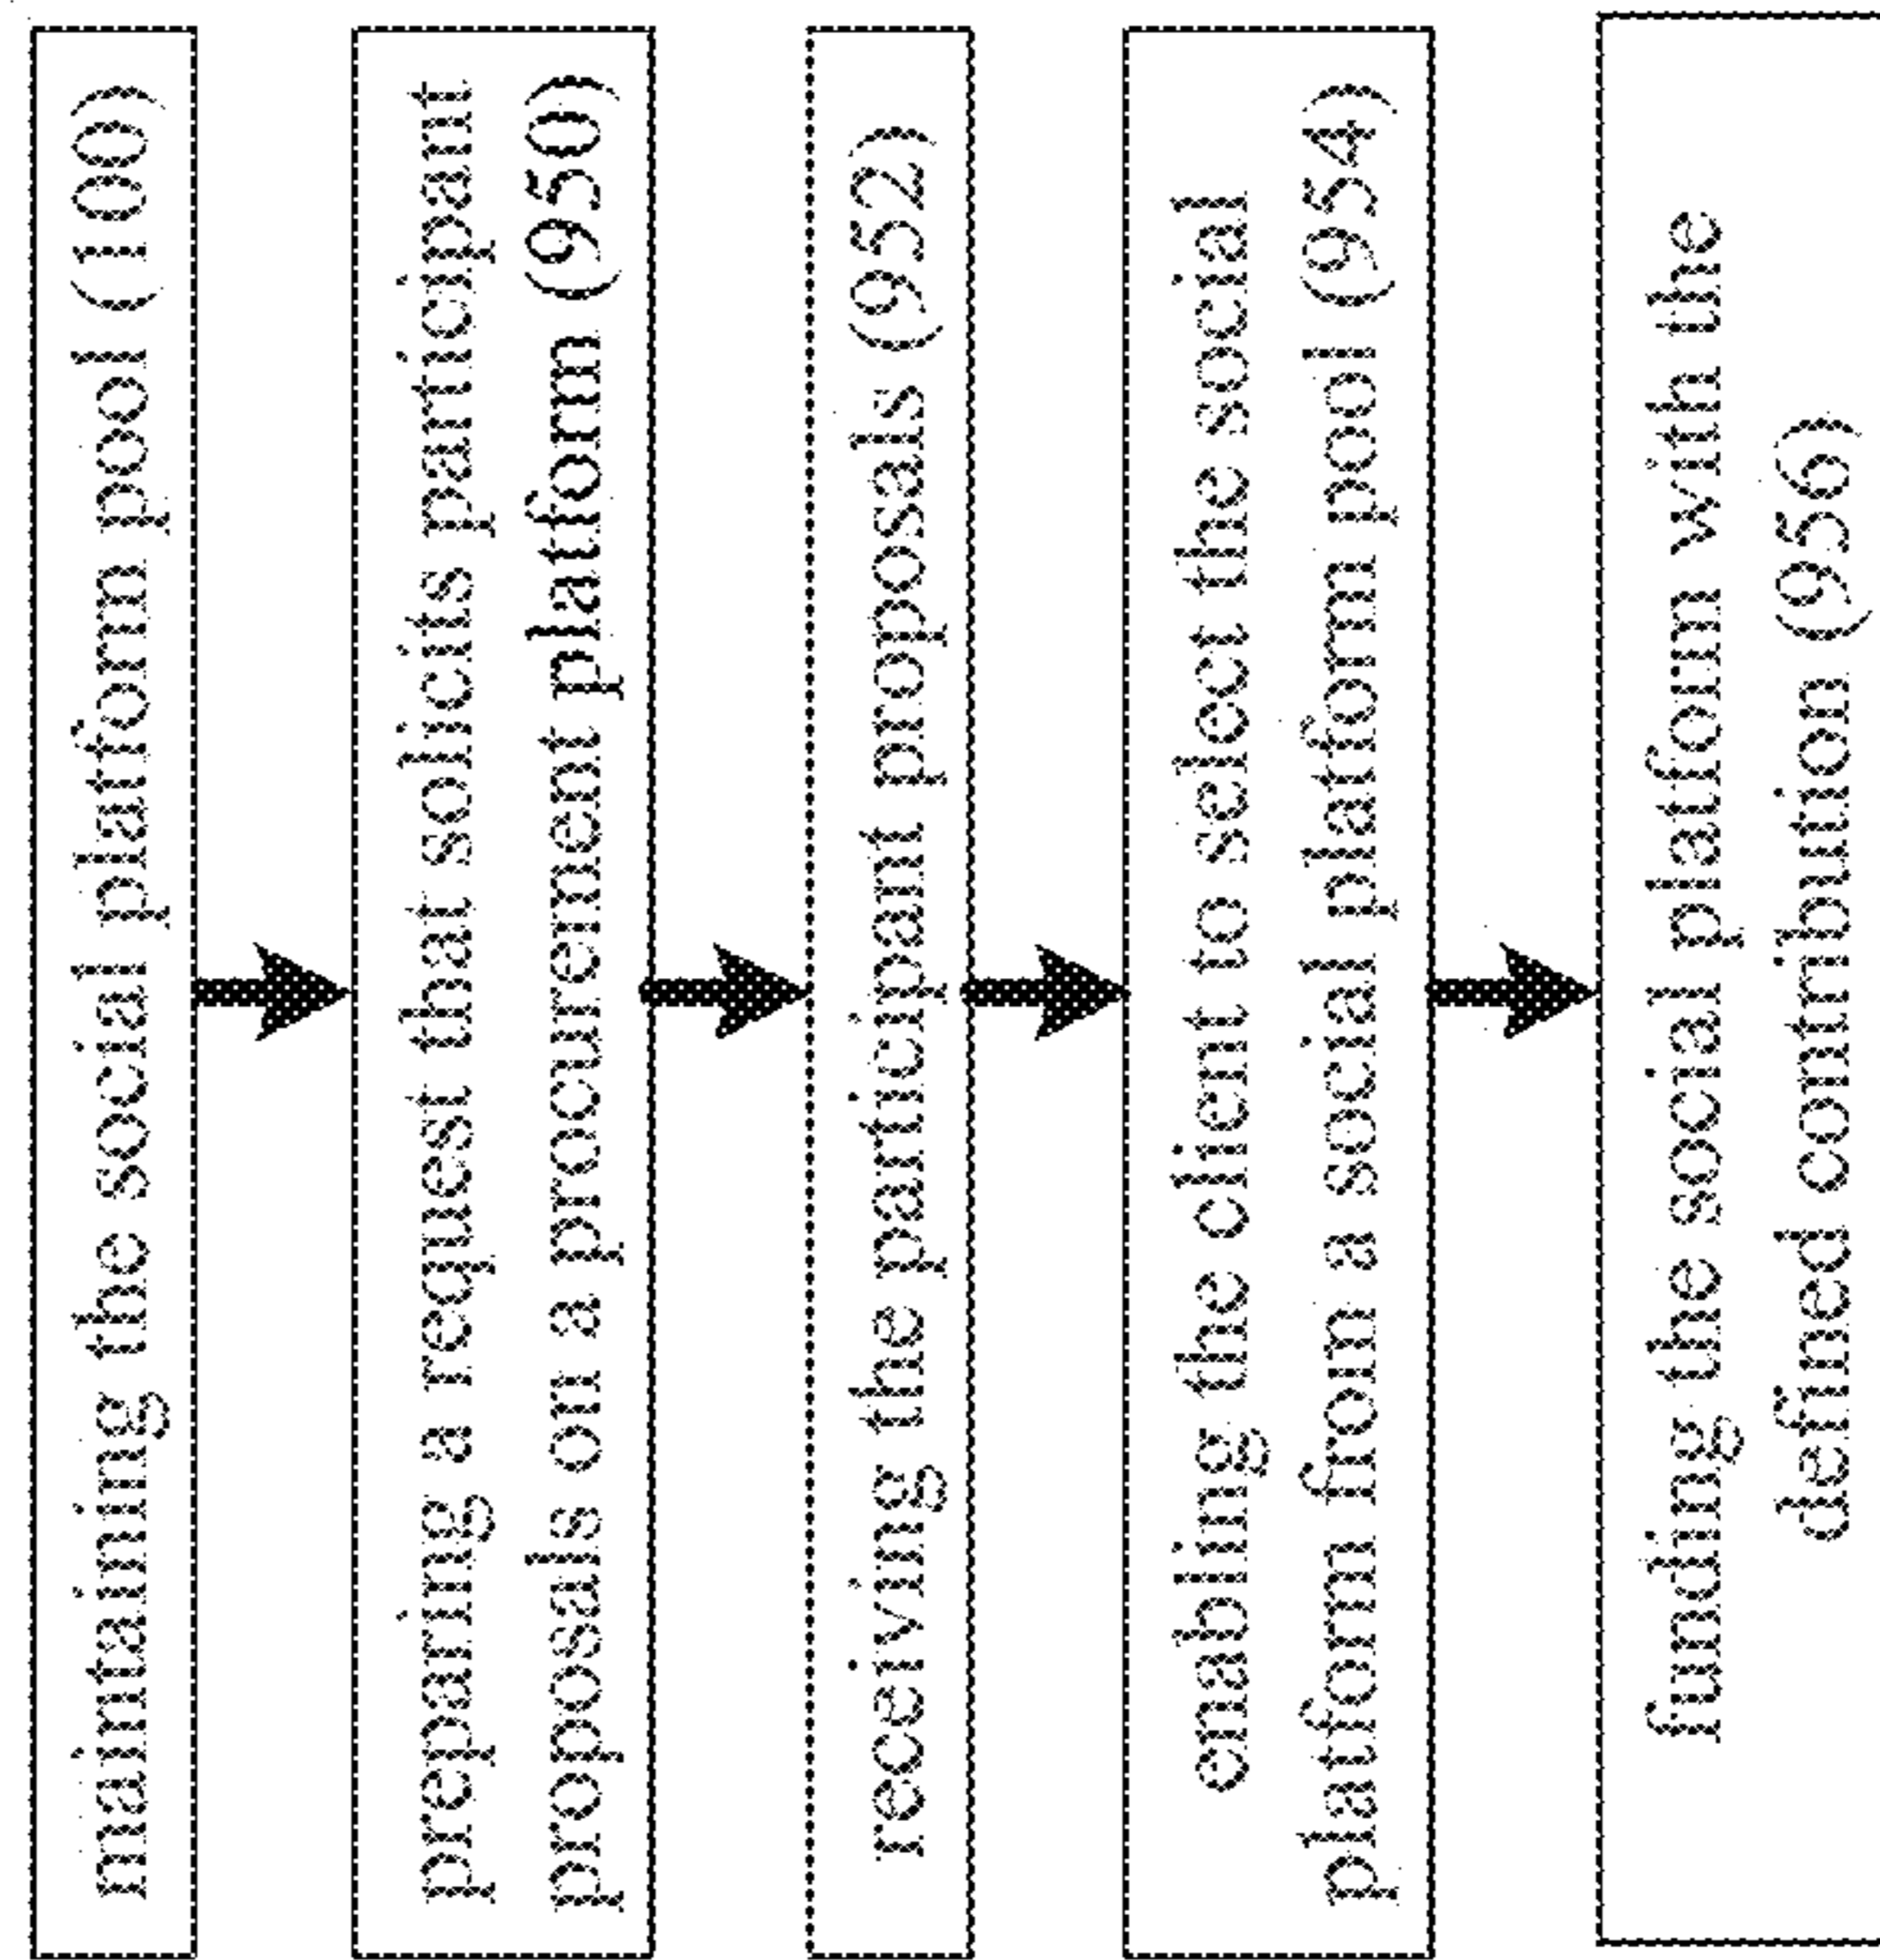 maintaining the social platform pool (100)
preparing a request that solicits participant
proposals on a procurement platform (950)
receiving the participant proposals (952)
enabling the client to select the social
platform from a social platform pool (954)
funding the social platform with the
defined contribution (956)